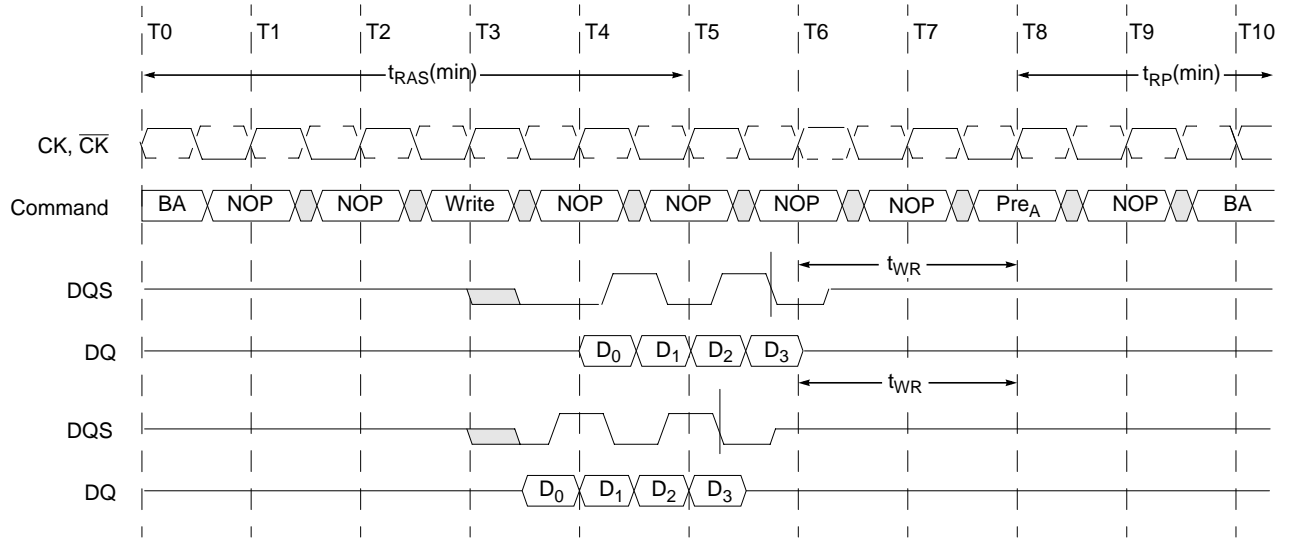 T0 T1 T2 T3 T4 T5 T6 T7 T8 T9 T10
tRAS(min) tRP(min)
CK, C̅K̅
Command BA NOP NOP Write NOP NOP NOP NOP PreA NOP BA
tWR
DQS
DQ D0 D1 D2 D3
tWR
DQS
DQ D0 D1 D2 D3